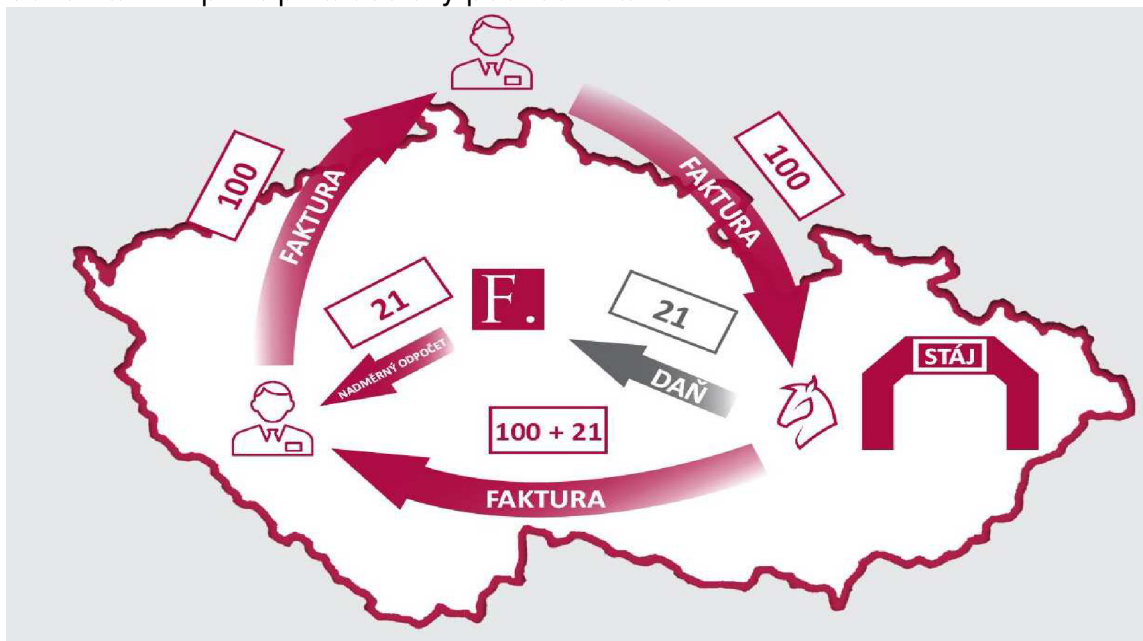 100
FAKTURA
FAKTURA
100
21
F.
21
NADMĚRNÝ ODPOČET
DAŇ
STÁJ
100 + 21
FAKTURA